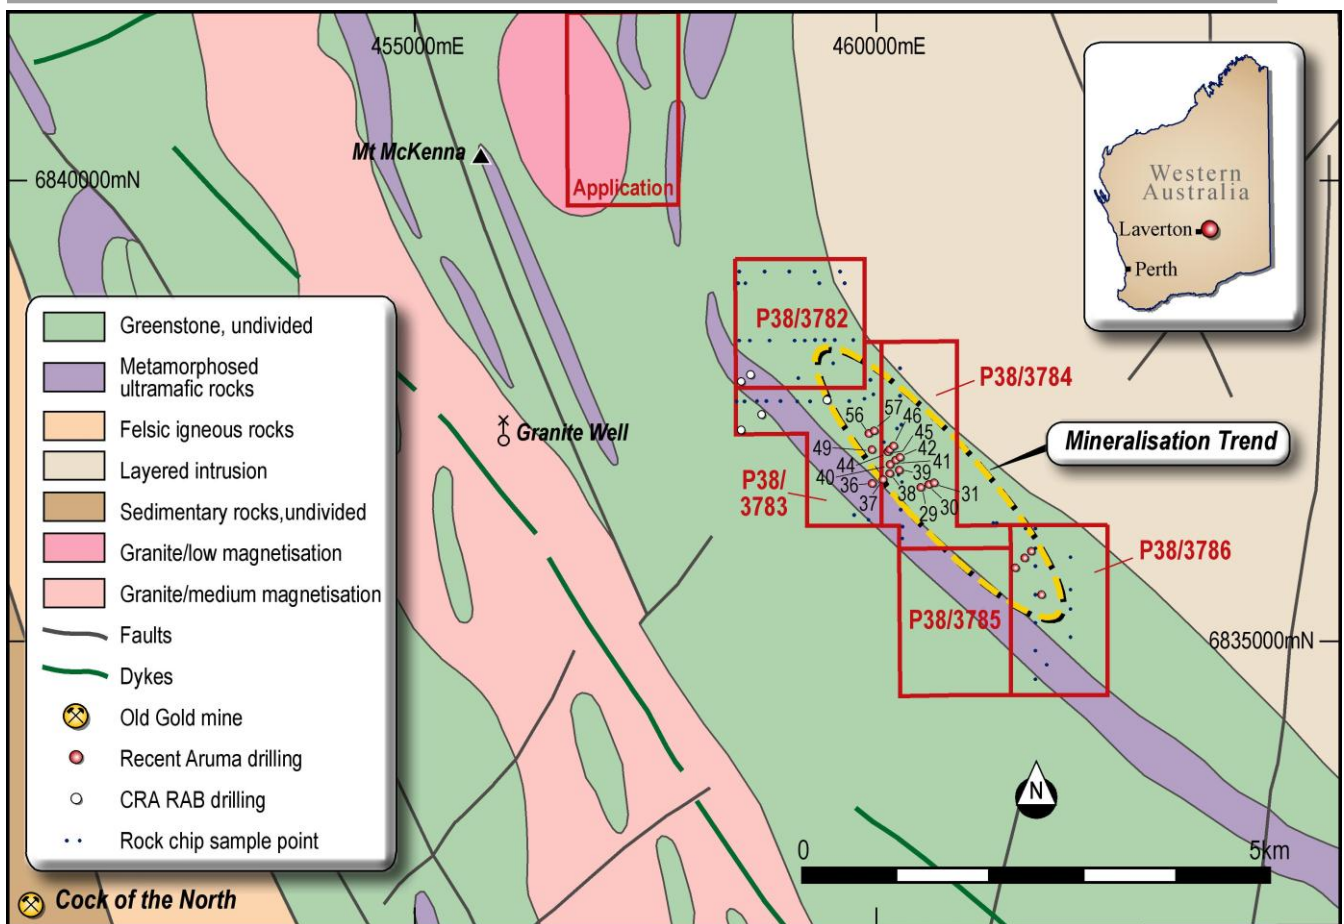 455000mE
460000mE
Mt McKenna
6840000mN
Application
Western
Australia
Laverton
Perth
P38/3782
P38/3784
Greenstone, undivided
Metamorphosed
ultramafic rocks
Felsic igneous rocks
Layered intrusion
Sedimentary rocks,undivided
Granite/low magnetisation
Granite/medium magnetisation
Faults
Dykes
Old Gold mine
Recent Aruma drilling
CRA RAB drilling
Rock chip sample point
Granite Well
Mineralisation Trend
56
57
46
45
49
42
44
41
40
39
36
38
31
37
30
29
P38/
3783
P38/3786
P38/3785
6835000mN
N
0
5km
Cock of the North